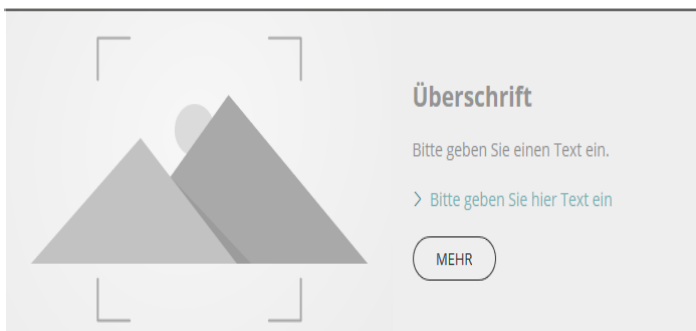 Überschrift
Bitte geben Sie einen Text ein.
Bitte geben Sie hier Text ein
MEHR